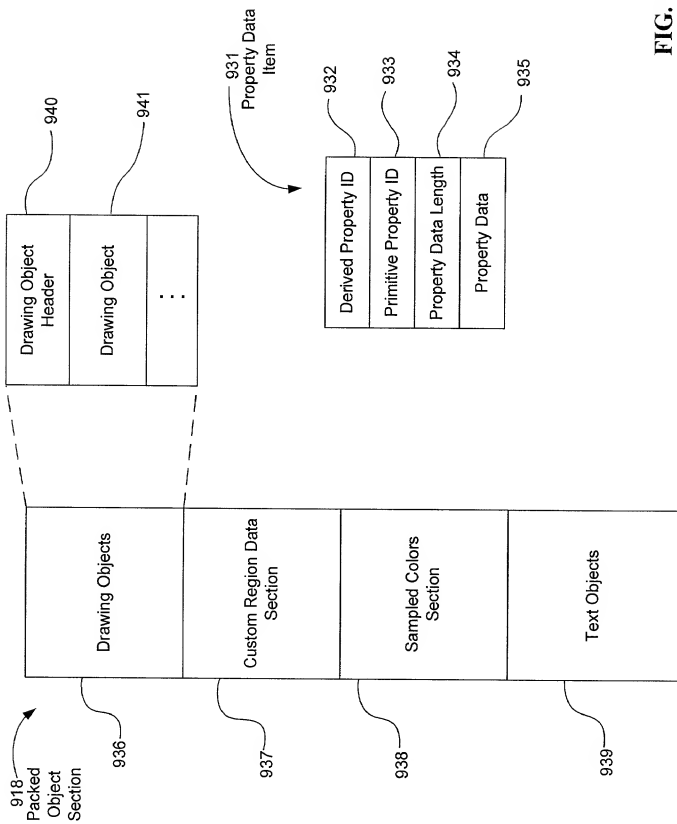 918
Packed
Object
Section
936
Drawing Objects
937
Custom Region Data
Section
938
Sampled Colors
Section
939
Text Objects
Drawing Object
Header
940
Drawing Object
941
...
931
Property Data
Item
Derived Property ID
932
Primitive Property ID
933
Property Data Length
934
Property Data
935
FIG.